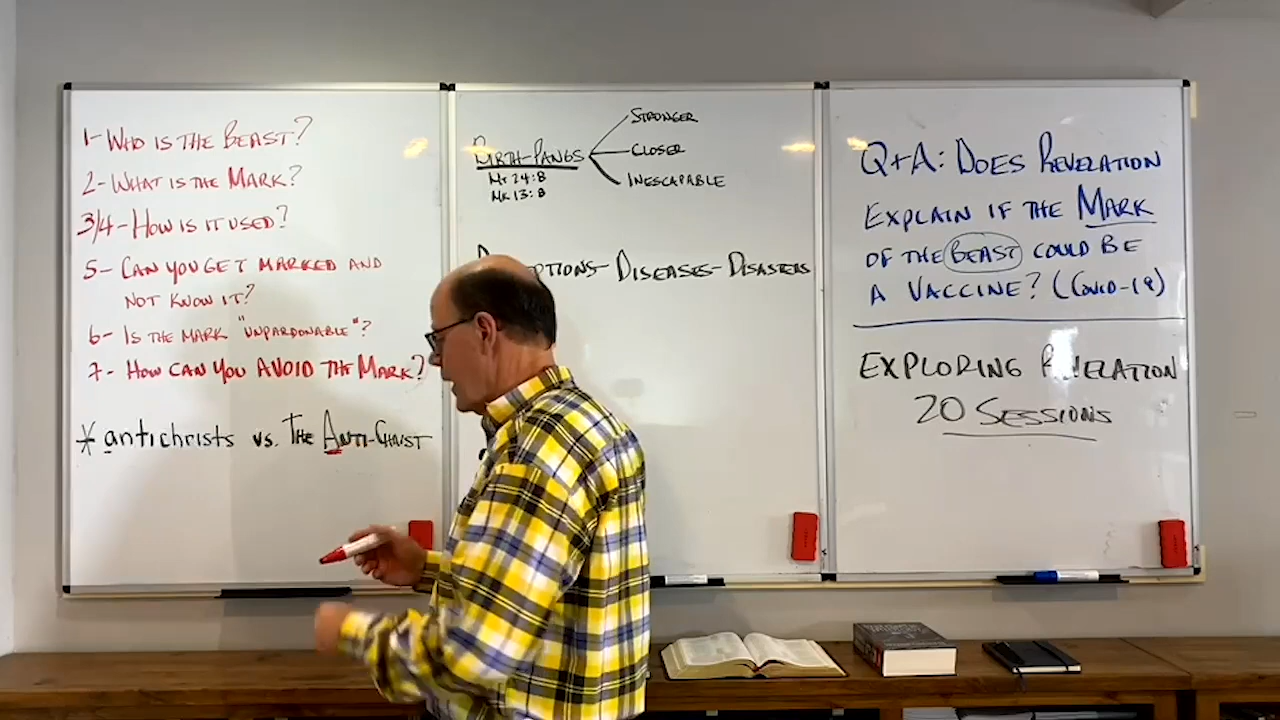 1- WHO IS THE BEAST?
2- WHAT IS THE MARK?
3/4- HOW IS IT USED?
5- CAN YOU GET MARKED AND
NOT KNOW IT?
6- IS THE MARK "UNPARDONABLE"?
7- HOW CAN YOU AVOID THE MARK?
* antichrists vs. THE ANTI-CHRIST
BIRTH-PANGS
MT 24:8
MK 13:8
STRONGER
CLOSER
INESCAPABLE
DISEASES-DISASTERS
Q+A: DOES REVELATION
EXPLAIN IF THE MARK
OF THE BEAST COULD BE
A VACCINE? (COVID-19)
EXPLORING REVELATION
20 SESSIONS